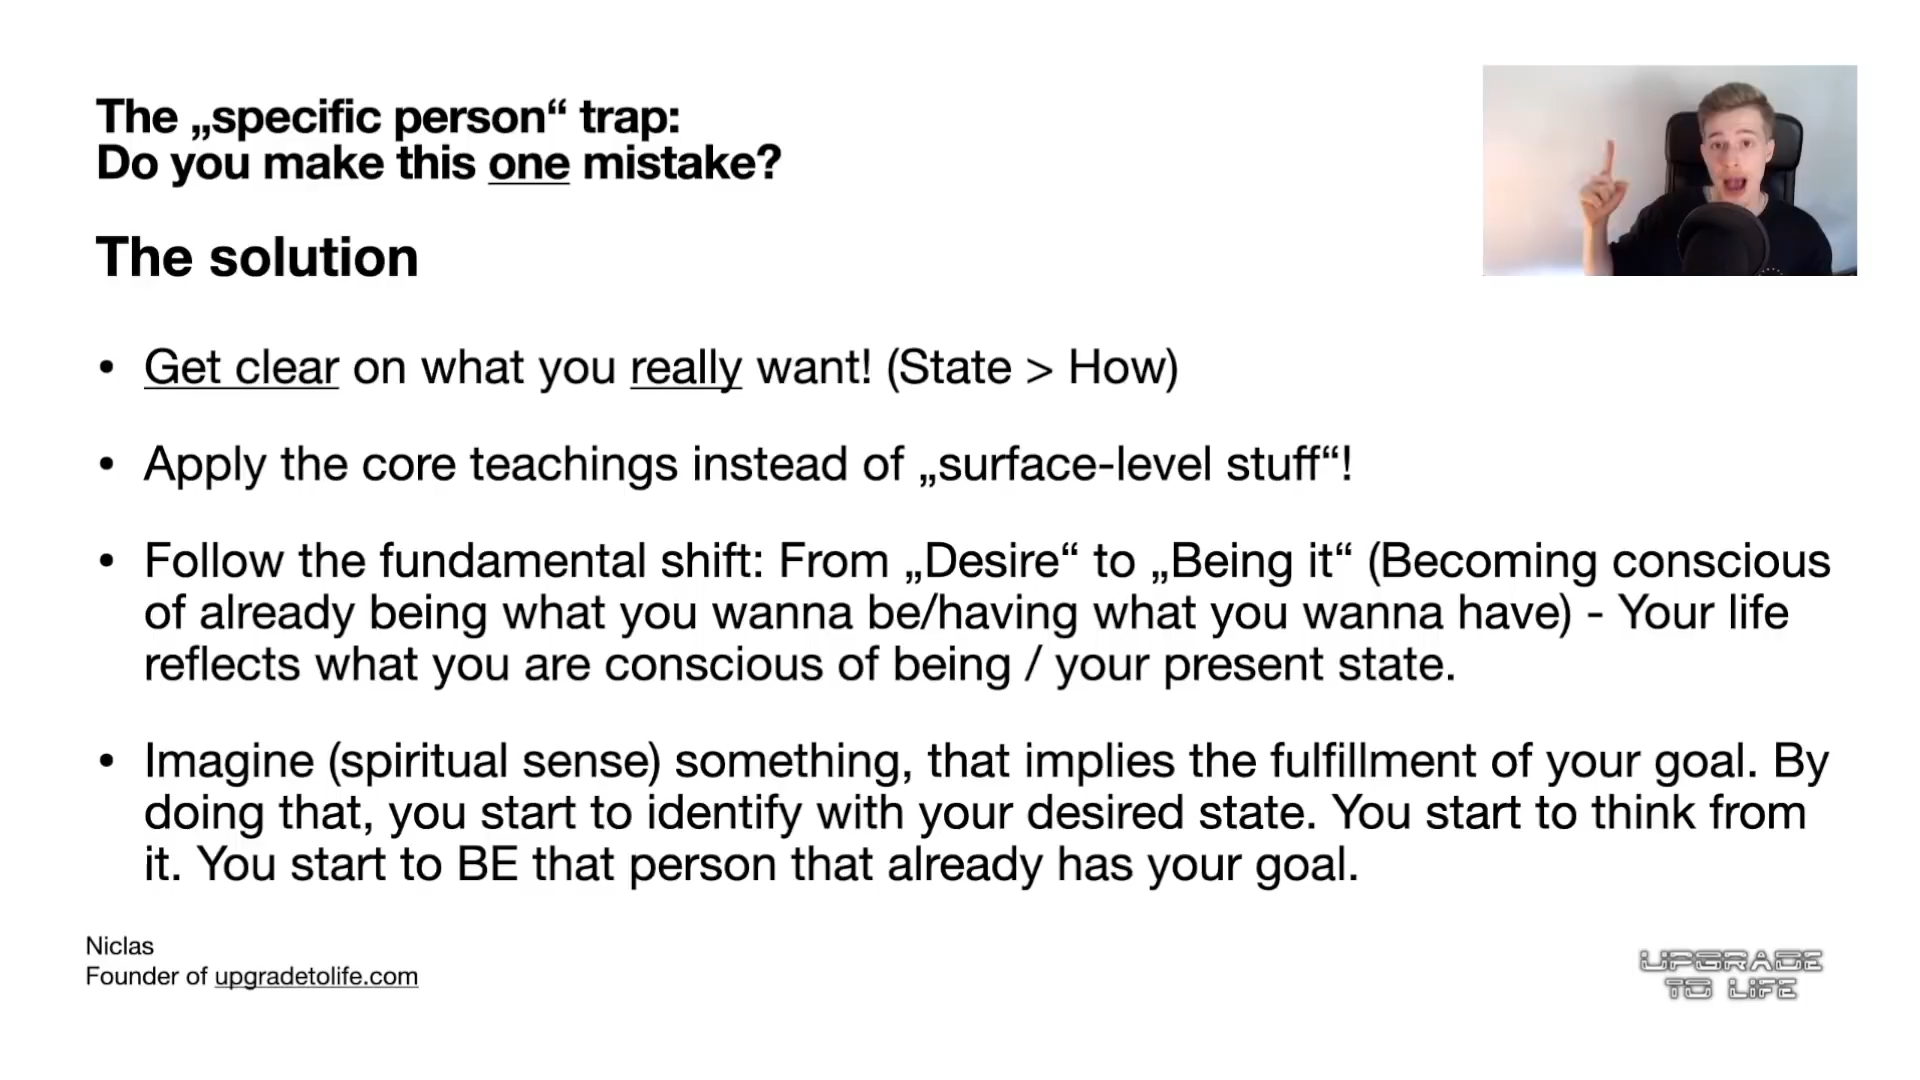 The „specific person“ trap:
Do you make this one mistake?
The solution
• Get clear on what you really want! (State > How)
• Apply the core teachings instead of „surface-level stuff“!
• Follow the fundamental shift: From „Desire“ to „Being it“ (Becoming conscious
of already being what you wanna be/having what you wanna have) - Your life
reflects what you are conscious of being / your present state.
• Imagine (spiritual sense) something, that implies the fulfillment of your goal. By
doing that, you start to identify with your desired state. You start to think from
it. You start to BE that person that already has your goal.
Niclas
Founder of upgradetolife.com
UPGRADE
TO LIFE